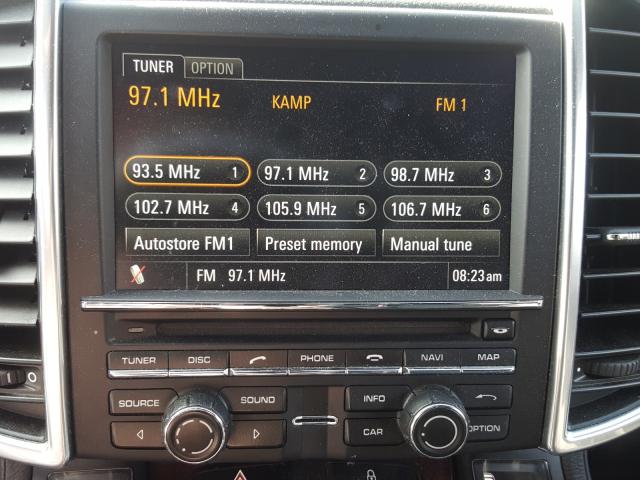 TUNER OPTION
97.1 MHz KAMP FM 1
93.5 MHz 1 97.1 MHz 2 98.7 MHz 3
102.7 MHz 4 105.9 MHz 5 106.7 MHz 6
Autostore FM1 Preset memory Manual tune
FM 97.1 MHz 08:23 am
TUNER DISC PHONE NAVI MAP
SOURCE SOUND INFO
CAR OPTION
0